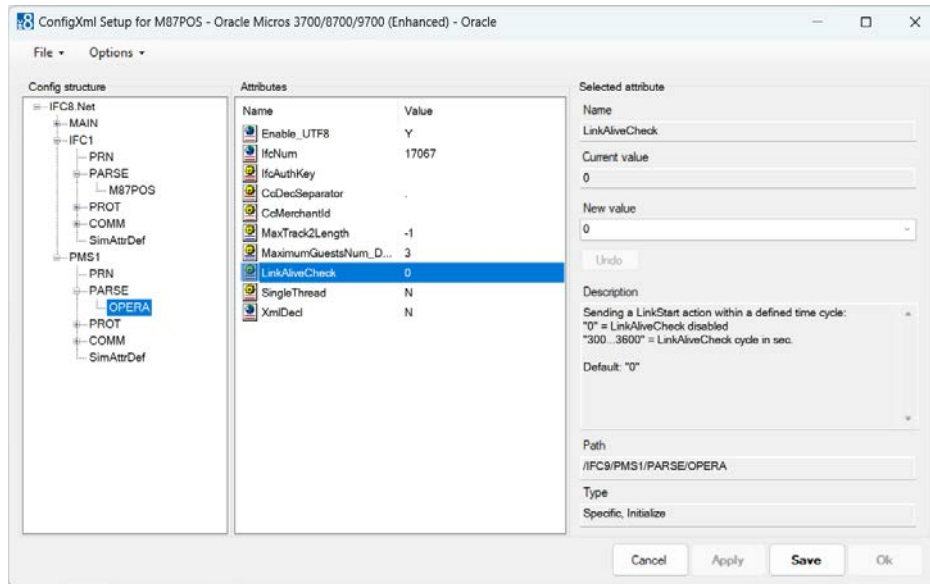 ConfigXml Setup for M87POS - Oracle Micros 3700/8700/9700 (Enhanced) - Oracle
File Options
Config structure
IFC8.Net
MAIN
IFC1
PRN
PARSE
M87POS
PROT
COMM
SimAttrDef
PMS1
PRN
PARSE
OPERA
PROT
COMM
SimAttrDef
Attributes
Name Value
Enable_UTF8 Y
IfcNum 17067
IfcAuthKey
CcDecSeparator .
CcMerchantId
MaxTrack2Length -1
MaximumGuestsNum_D... 3
LinkAliveCheck 0
SingleThread N
XmlDecl N
Selected attribute
Name
LinkAliveCheck
Current value
0
New value
0
Undo
Description
Sending a LinkStart action within a defined time cycle:
"0" = LinkAliveCheck disabled
"300...3600" = LinkAliveCheck cycle in sec.
Default: "0"
Path
/IFC9/PMS1/PARSE/OPERA
Type
Specific, Initialize
Cancel Apply Save Ok